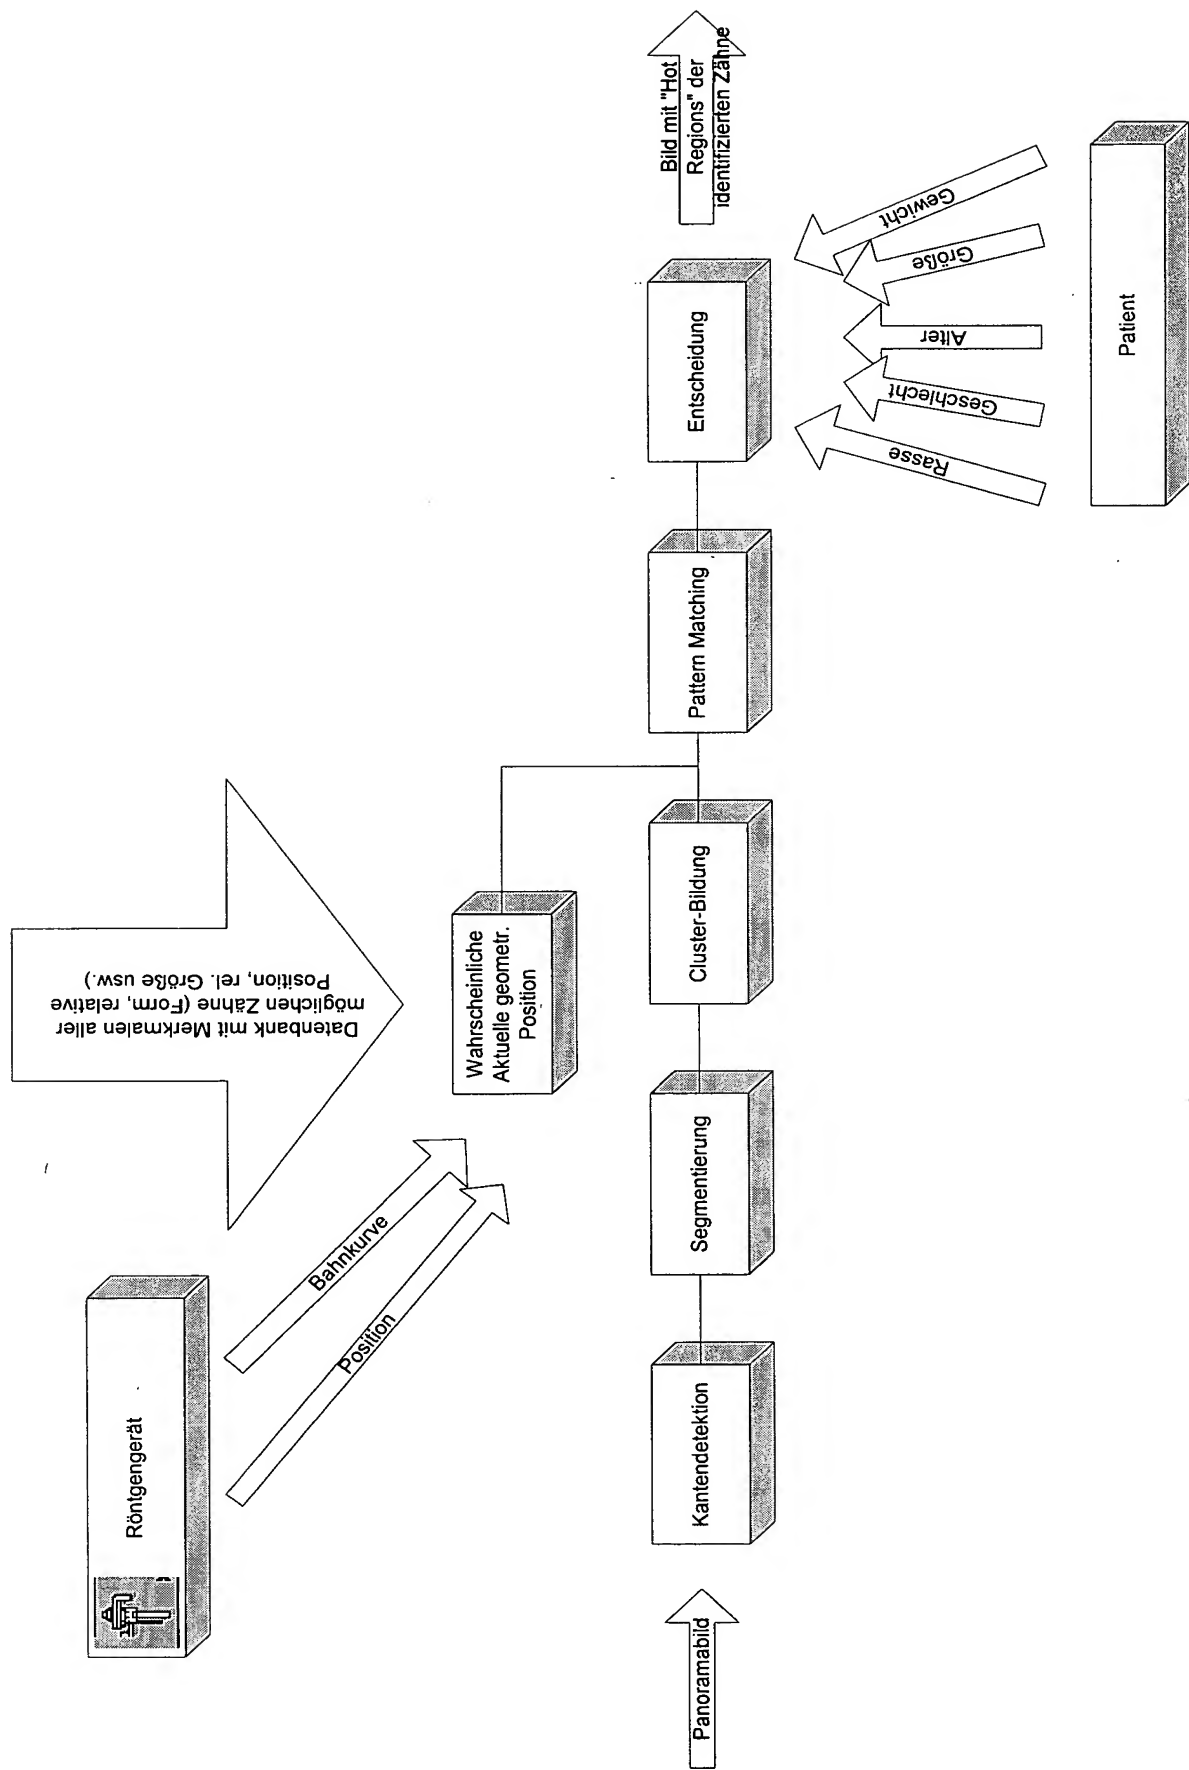 Röntgengerät
Bahnkurve
Position
Datenbank mit Merkmalen aller
möglichen Zähne (Form, relative
Position, rel. Größe usw.)
Wahrscheinliche
Aktuelle geometr.
Position
Panoramabild
Kantendetektion
Segmentierung
Cluster-Bildung
Pattern Matching
Entscheidung
Bild mit "Hot
Regions" der
identifizierten Zähne
Rasse
Geschlecht
Alter
Größe
Gewicht
Patient